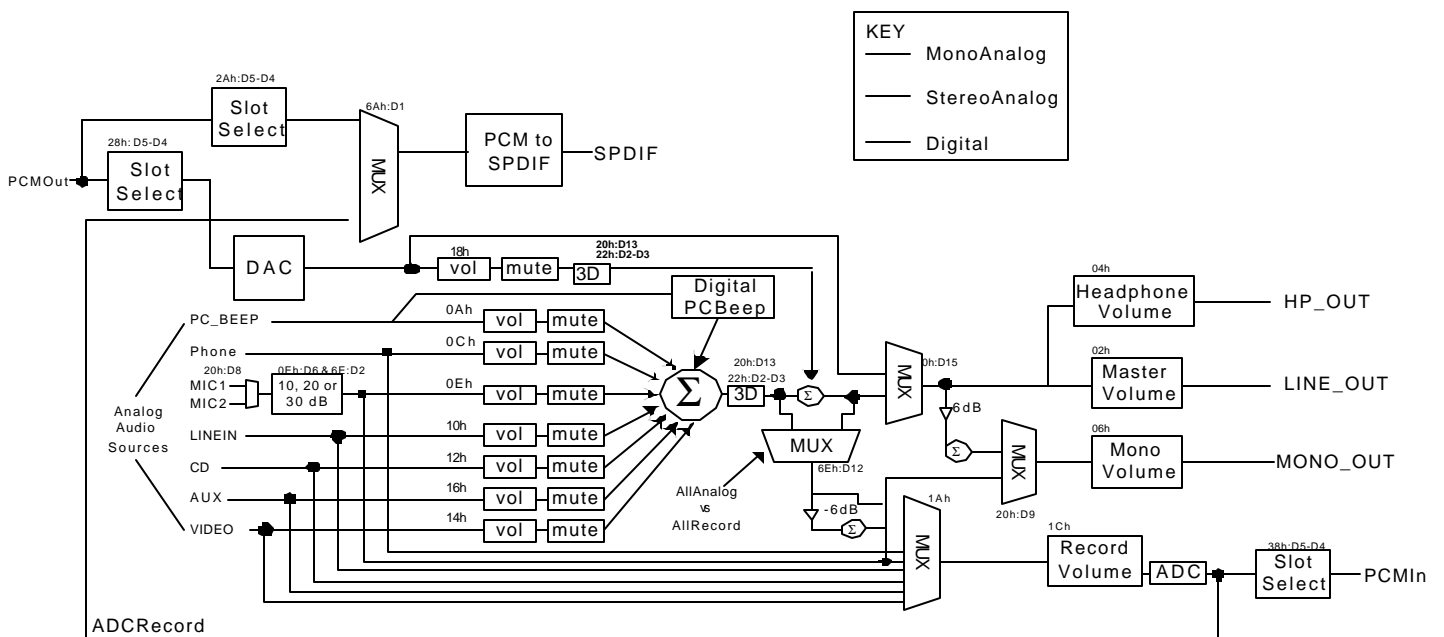 KEY
MonoAnalog
StereoAnalog
Digital
2Ah:D5-D4
Slot
Select
6Ah:D1
MUX
PCM to
SPDIF
SPDIF
28h: D5-D4
Slot
Select
PCMOut
DAC
18h
vol
mute
20h:D13
22h:D2-D3
3D
Digital
PCBeep
04h
Headphone
Volume
HP_OUT
PC_BEEP
0Ah
vol
mute
Phone
0Ch
vol
mute
20h:D8
MIC1
MIC2
0Eh:D6 & 6E:D2
10, 20 or
30 dB
0Eh
vol
mute
Σ
20h:D13
22h:D2-D3
3D
Σ
MUX
0h:D15
02h
Master
Volume
LINE_OUT
Analog
Audio
Sources
LINEIN
10h
vol
mute
MUX
6Eh:D12
-6dB
Σ
MUX
20h:D9
06h
Mono
Volume
MONO_OUT
CD
12h
vol
mute
AUX
16h
vol
mute
VIDEO
14h
vol
mute
AllAnalog
vs
AllRecord
-6dB
Σ
1Ah
MUX
1Ch
Record
Volume
ADC
38h:D5-D4
Slot
Select
PCMIn
ADCRecord